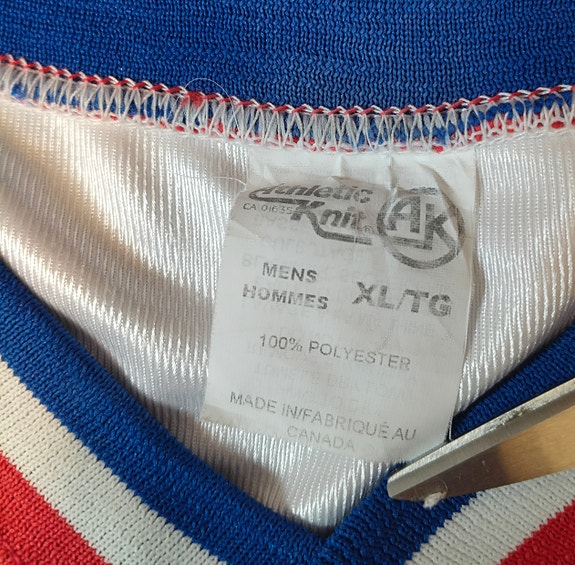 Athletic
Knit
AK
CA 01635
MENS
HOMMES
XL/TG
100% POLYESTER
MADE IN/FABRIQUÉ AU
CANADA